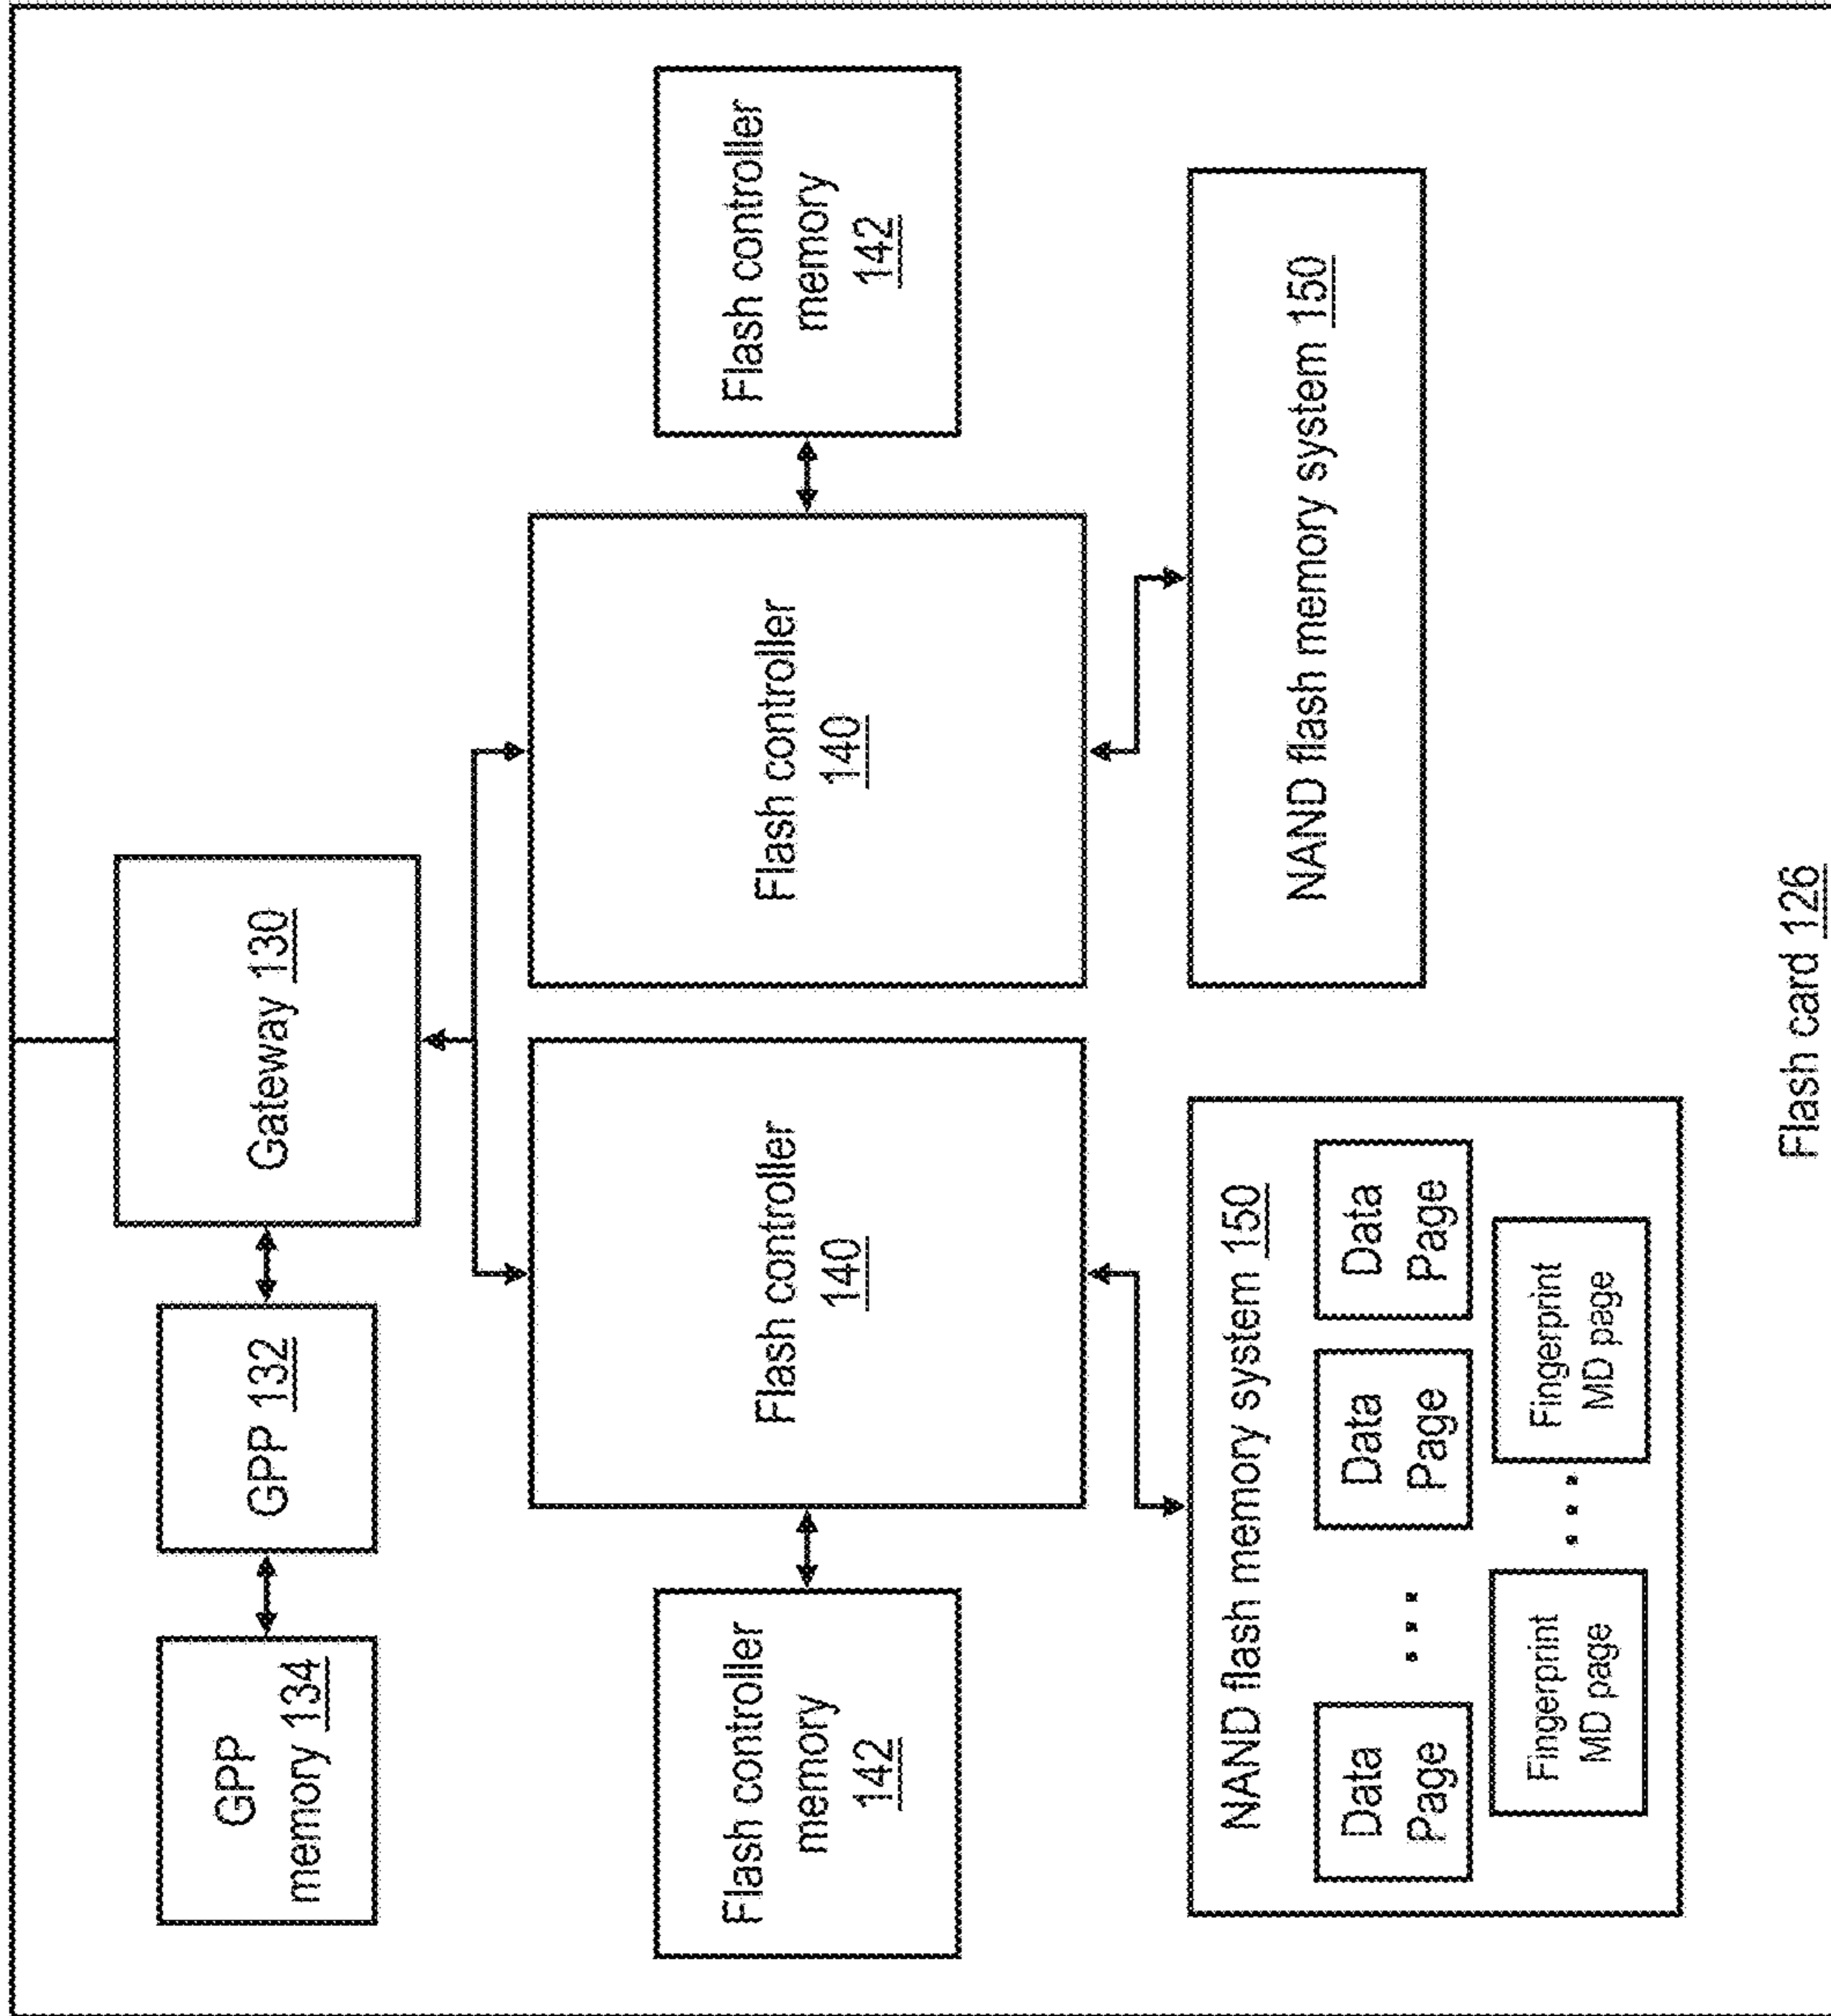 GPP
memory 134
GPP 132
Gateway 130
Flash controller
memory
142
Flash controller
140
Flash controller
140
Flash controller
memory
142
NAND flash memory system 150
Data
Page
...
Data
Page
Data
Page
Fingerprint
MD page
...
Fingerprint
MD page
NAND flash memory system 150
Flash card 126